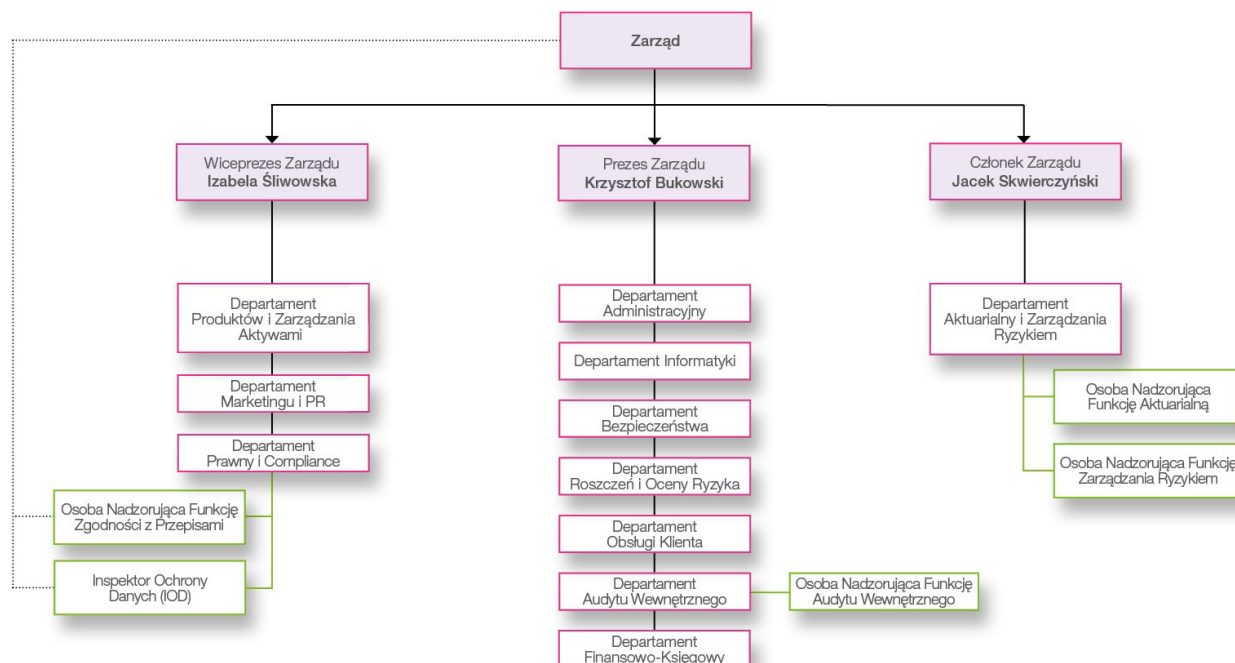 Zarząd
Wiceprezes Zarządu
Izabela Śliwowska
Prezes Zarządu
Krzysztof Bukowski
Członek Zarządu
Jacek Skwierczyński
Departament
Produktów i Zarządzania
Aktywami
Departament
Marketingu i PR
Departament
Prawny i Compliance
Osoba Nadzorująca Funkcję
Zgodności z Przepisami
Inspektor Ochrony
Danych (IOD)
Departament
Administracyjny
Departament Informatyki
Departament
Bezpieczeństwa
Departament
Roszczeń i Oceny Ryzyka
Departament
Obsługi Klienta
Departament
Audytu Wewnętrznego
Osoba Nadzorująca Funkcję
Audytu Wewnętrznego
Departament
Finansowo-Księgowy
Departament
Aktuarialny i Zarządzania
Ryzykiem
Osoba Nadzorująca
Funkcję Aktuarialną
Osoba Nadzorująca Funkcję
Zarządzania Ryzykiem